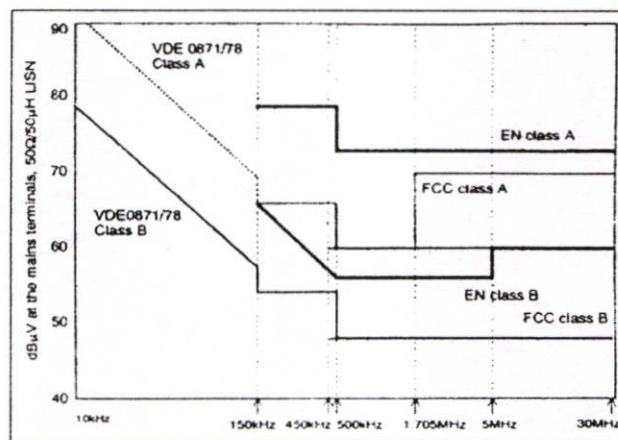 90
80
70
60
50
40
dBµV at the mains terminals, 50Ω/50µH LISN
VDE 0871/78
Class A
VDE0871/78
Class B
EN class A
FCC class A
EN class B
FCC class B
10kHz
150kHz
450kHz
500kHz
1.705MHz
5MHz
30MHz